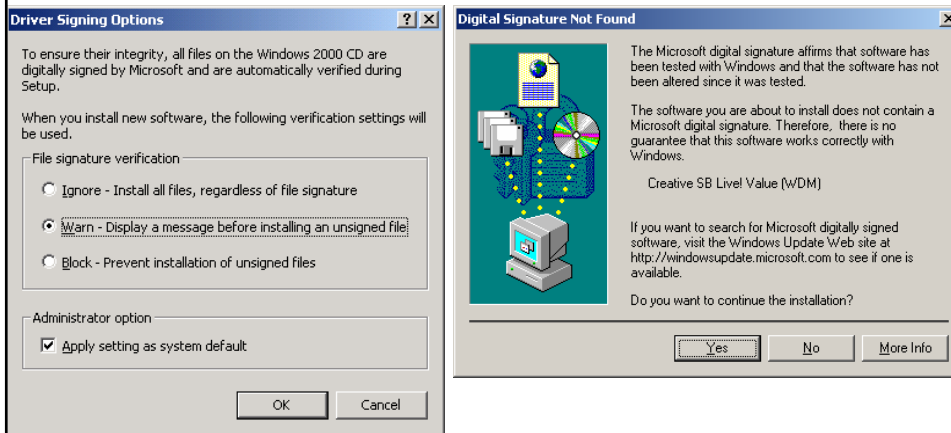 Driver Signing Options
To ensure their integrity, all files on the Windows 2000 CD are
digitally signed by Microsoft and are automatically verified during
Setup.
When you install new software, the following verification settings will
be used.
File signature verification
Ignore - Install all files, regardless of file signature
Warn - Display a message before installing an unsigned file
Block - Prevent installation of unsigned files
Administrator option
Apply setting as system default
OK
Cancel
Digital Signature Not Found
The Microsoft digital signature affirms that software has
been tested with Windows and that the software has not
been altered since it was tested.
The software you are about to install does not contain a
Microsoft digital signature. Therefore, there is no
guarantee that this software works correctly with
Windows.
Creative SB Live! Value (WDM)
If you want to search for Microsoft digitally signed
software, visit the Windows Update Web site at
http://windowsupdate.microsoft.com to see if one is
available.
Do you want to continue the installation?
Yes
No
More Info